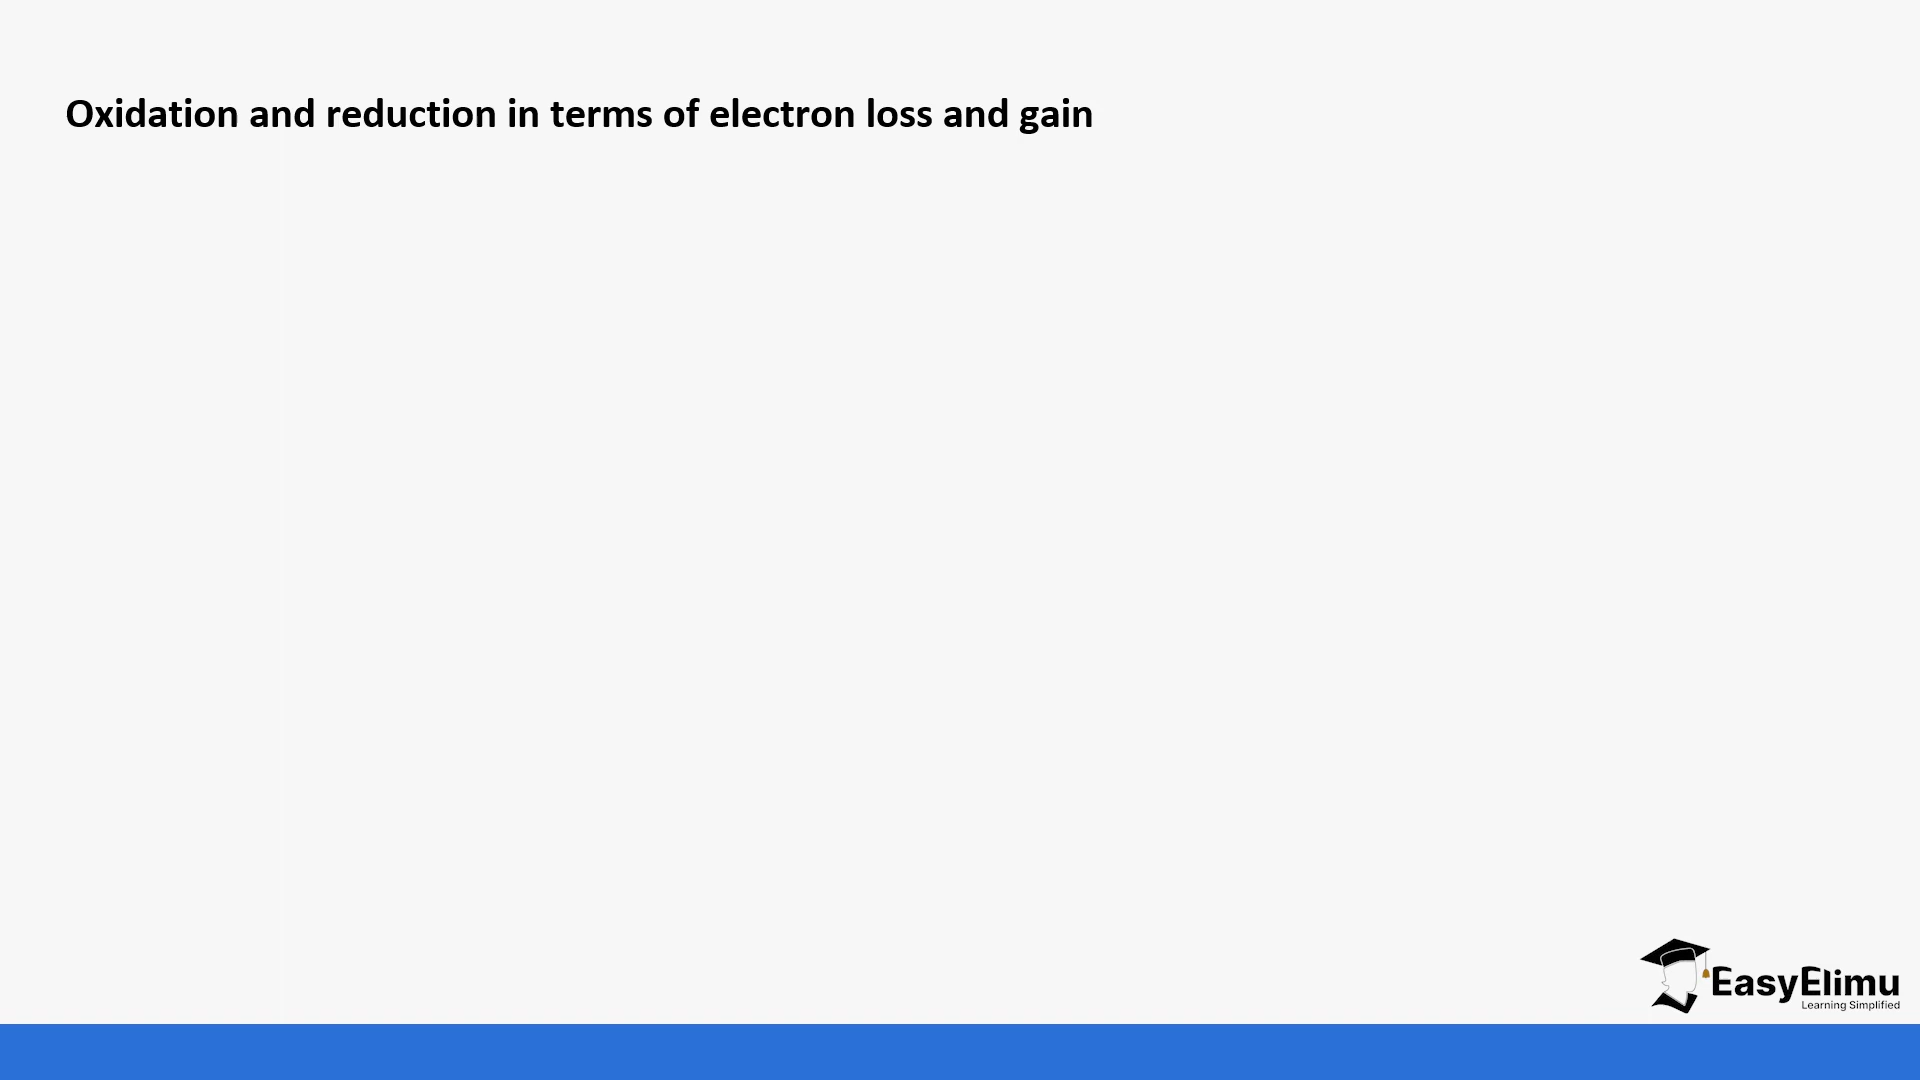 Oxidation and reduction in terms of electron loss and gain
EasyElimu
Learning Simplified